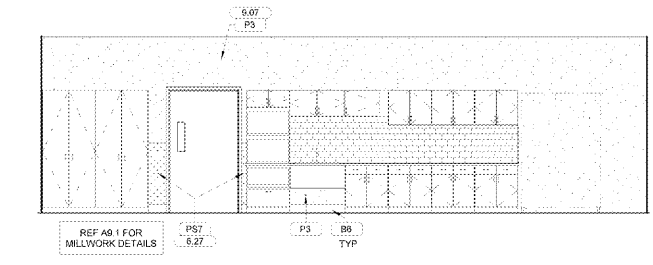 9.07
P3
REF A9.1 FOR
MILLWORK DETAILS
PS7
6.27
P3
B6
TYP